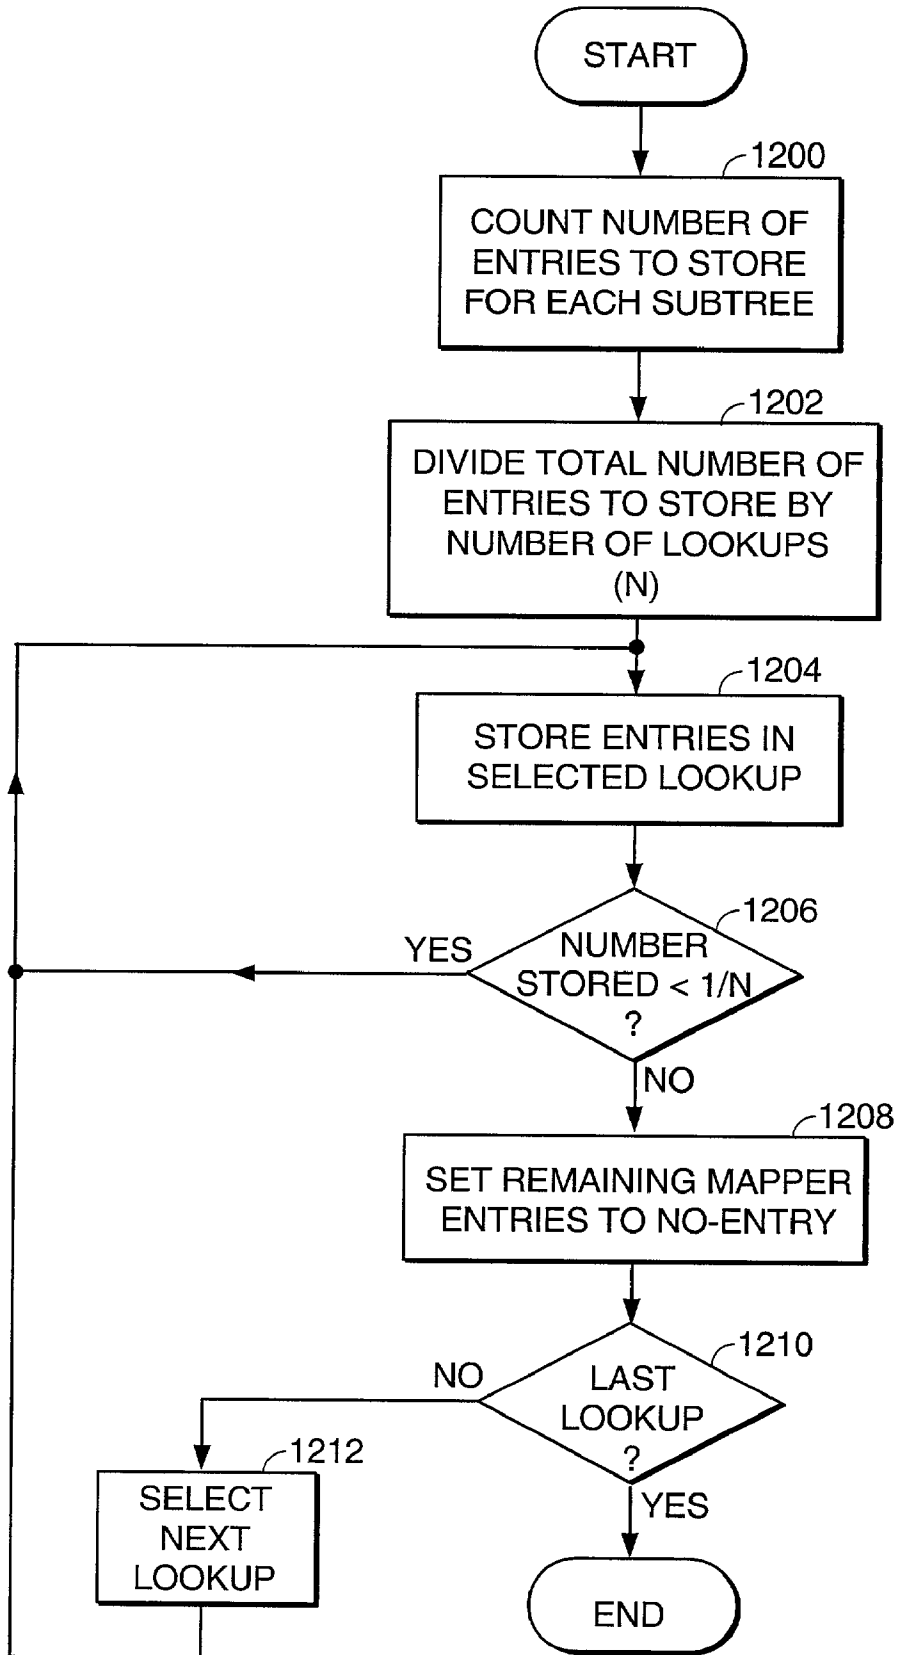 START
1200
COUNT NUMBER OF
ENTRIES TO STORE
FOR EACH SUBTREE
1202
DIVIDE TOTAL NUMBER OF
ENTRIES TO STORE BY
NUMBER OF LOOKUPS
(N)
1204
STORE ENTRIES IN
SELECTED LOOKUP
1206
YES
NUMBER
STORED < 1/N
?
NO
1208
SET REMAINING MAPPER
ENTRIES TO NO-ENTRY
1210
NO
LAST
LOOKUP
?
1212
SELECT
NEXT
LOOKUP
YES
END